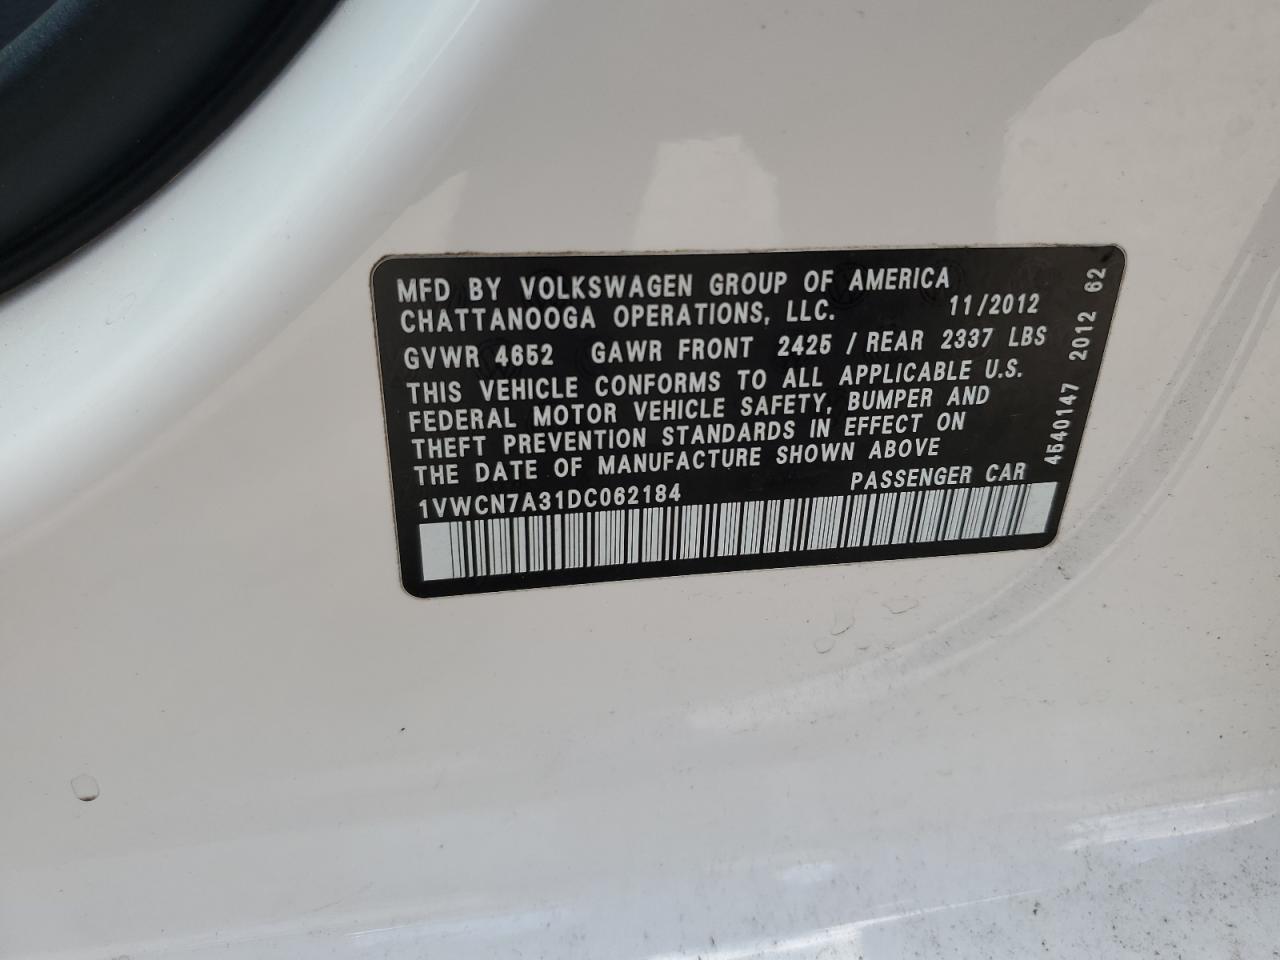 MFD BY VOLKSWAGEN GROUP OF AMERICA
CHATTANOOGA OPERATIONS, LLC. 11/2012
GVWR 4652 GAWR FRONT 2425 / REAR 2337 LBS
THIS VEHICLE CONFORMS TO ALL APPLICABLE U.S.
FEDERAL MOTOR VEHICLE SAFETY, BUMPER AND
THEFT PREVENTION STANDARDS IN EFFECT ON
THE DATE OF MANUFACTURE SHOWN ABOVE
1VWCN7A31DC062184 PASSENGER CAR
4540147 2012 62